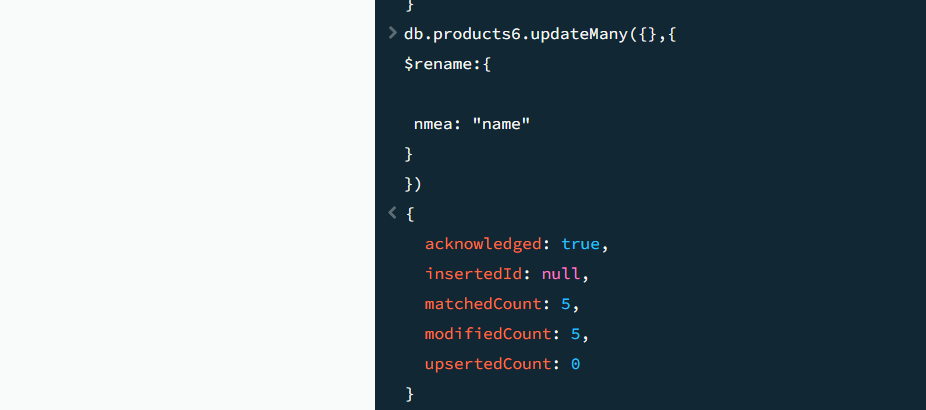 }
> db.products6.updateMany({},{
$rename:{
nmea: "name"
}
})
< {
acknowledged: true,
insertedId: null,
matchedCount: 5,
modifiedCount: 5,
upsertedCount: 0
}